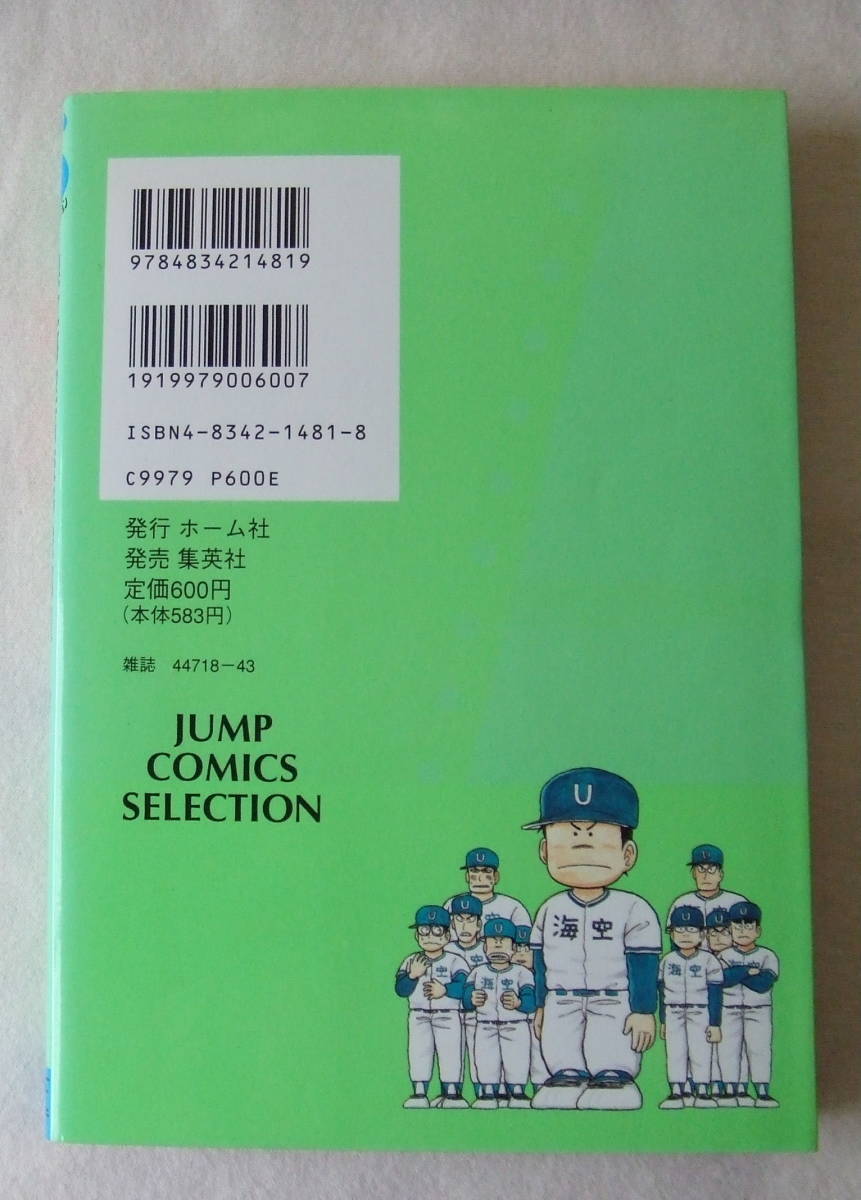 9784834214819
1919979006007
ISBN4-8342-1481-8
C9979 P600E
発行 ホーム社
発売 集英社
定価600円
（本体583円）
雑誌 44718-43
JUMP
COMICS
SELECTION
U
U
U
U
U
U
海空
空
空
海
海空